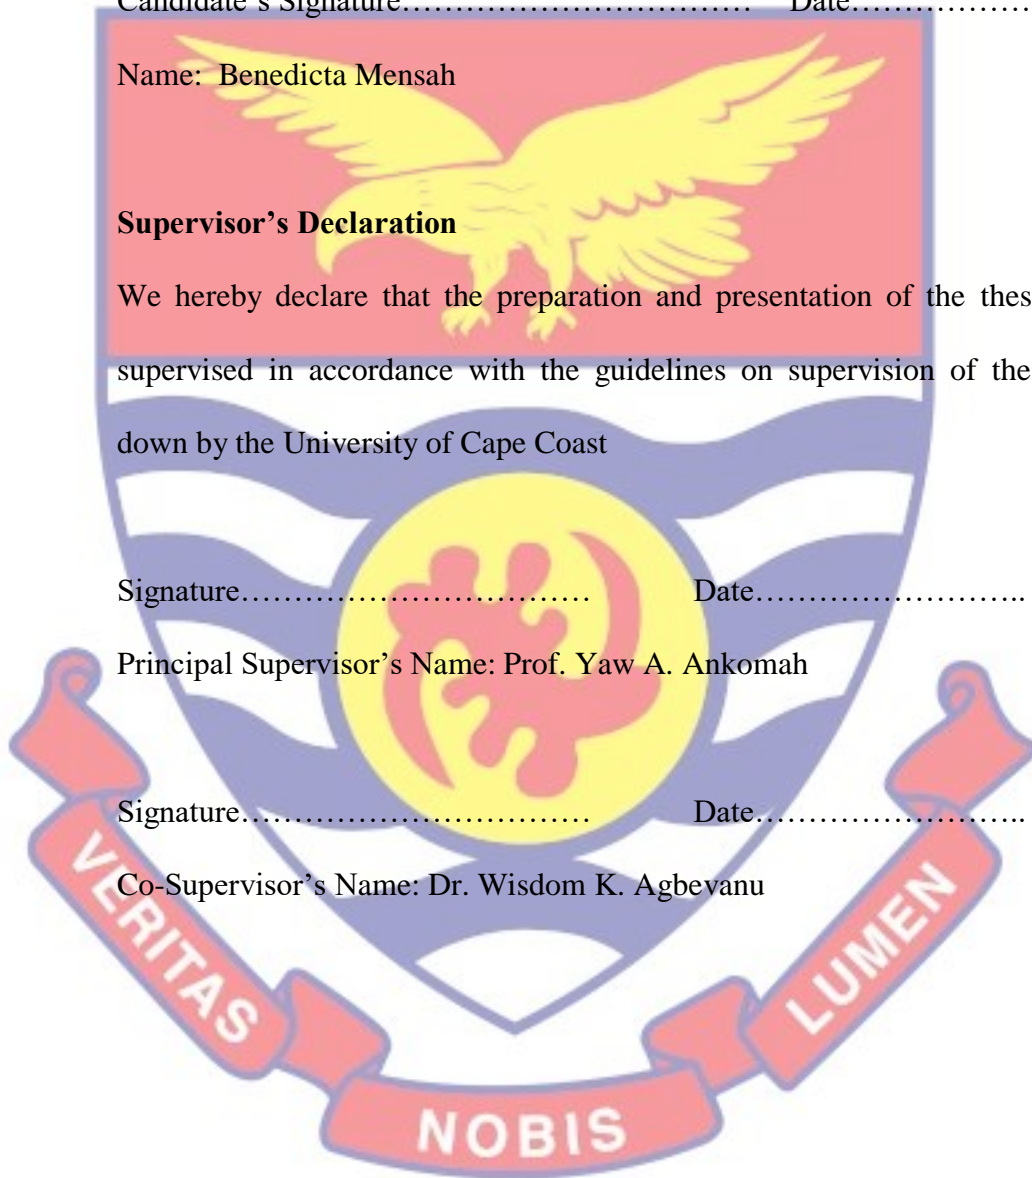 Candidate's Signature…………………………… Date………………
Name: Benedicta Mensah
Supervisor's Declaration
We hereby declare that the preparation and presentation of the thes
supervised in accordance with the guidelines on supervision of the
down by the University of Cape Coast
Signature…………………………… Date……………………..
Principal Supervisor's Name: Prof. Yaw A. Ankomah
Signature…………………………… Date……………………..
Co-Supervisor's Name: Dr. Wisdom K. Agbevanu
VERITAS
NOBIS
LUMEN